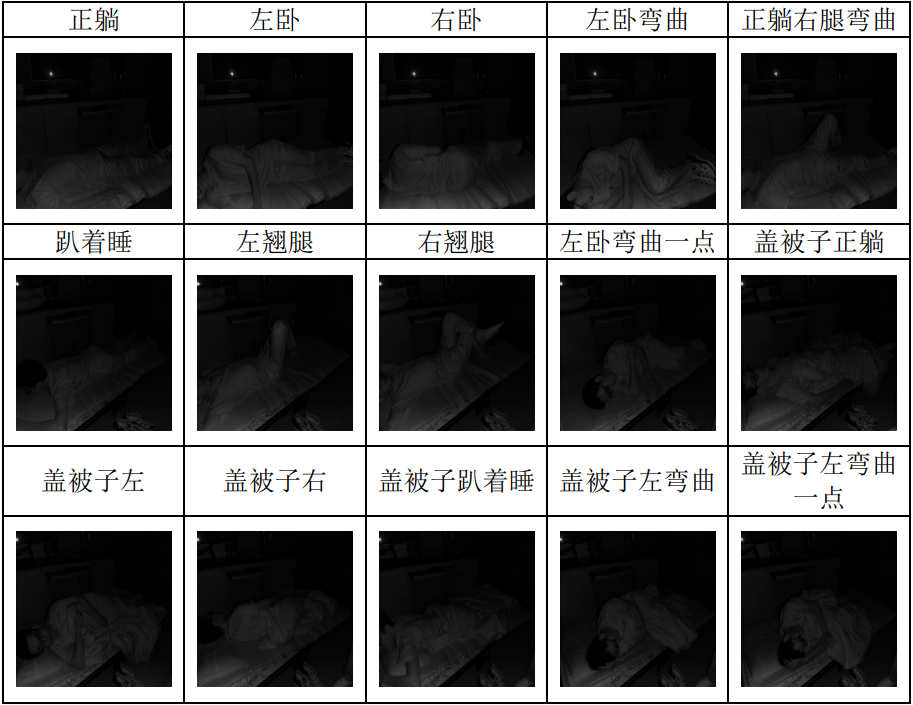 正躺
左卧
右卧
左卧弯曲
正躺右腿弯曲
趴着睡
左翘腿
右翘腿
左卧弯曲一点
盖被子正躺
盖被子左
盖被子右
盖被子趴着睡
盖被子左弯曲
盖被子左弯曲
一点